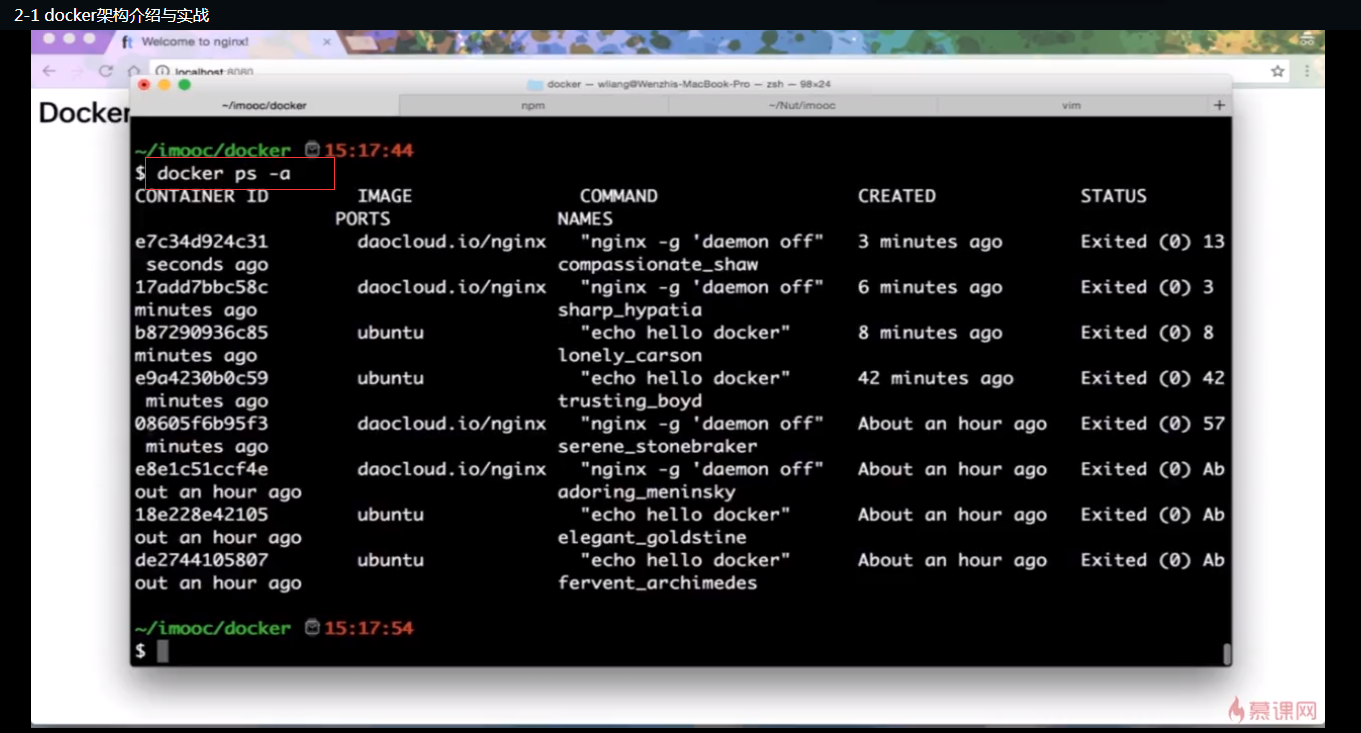 2-1 docker架构介绍与实战
Welcome to nginx!
localhost:8080
docker — wliang@Wenzhis-MacBook-Pro — zsh — 98×24
~/imooc/docker npm ~/Nut/imooc vim
Docker
~/imooc/docker 15:17:44
$ docker ps -a
CONTAINER ID IMAGE COMMAND CREATED STATUS
PORTS NAMES
e7c34d924c31 daocloud.io/nginx "nginx -g 'daemon off" 3 minutes ago Exited (0) 13
seconds ago compassionate_shaw
17add7bbc58c daocloud.io/nginx "nginx -g 'daemon off" 6 minutes ago Exited (0) 3
minutes ago sharp_hypatia
b87290936c85 ubuntu "echo hello docker" 8 minutes ago Exited (0) 8
minutes ago lonely_carson
e9a4230b0c59 ubuntu "echo hello docker" 42 minutes ago Exited (0) 42
minutes ago trusting_boyd
08605f6b95f3 daocloud.io/nginx "nginx -g 'daemon off" About an hour ago Exited (0) 57
minutes ago serene_stonebraker
e8e1c51ccf4e daocloud.io/nginx "nginx -g 'daemon off" About an hour ago Exited (0) Ab
out an hour ago adoring_meninsky
18e228e42105 ubuntu "echo hello docker" About an hour ago Exited (0) Ab
out an hour ago elegant_goldstine
de2744105807 ubuntu "echo hello docker" About an hour ago Exited (0) Ab
out an hour ago fervent_archimedes
~/imooc/docker 15:17:54
$
慕课网